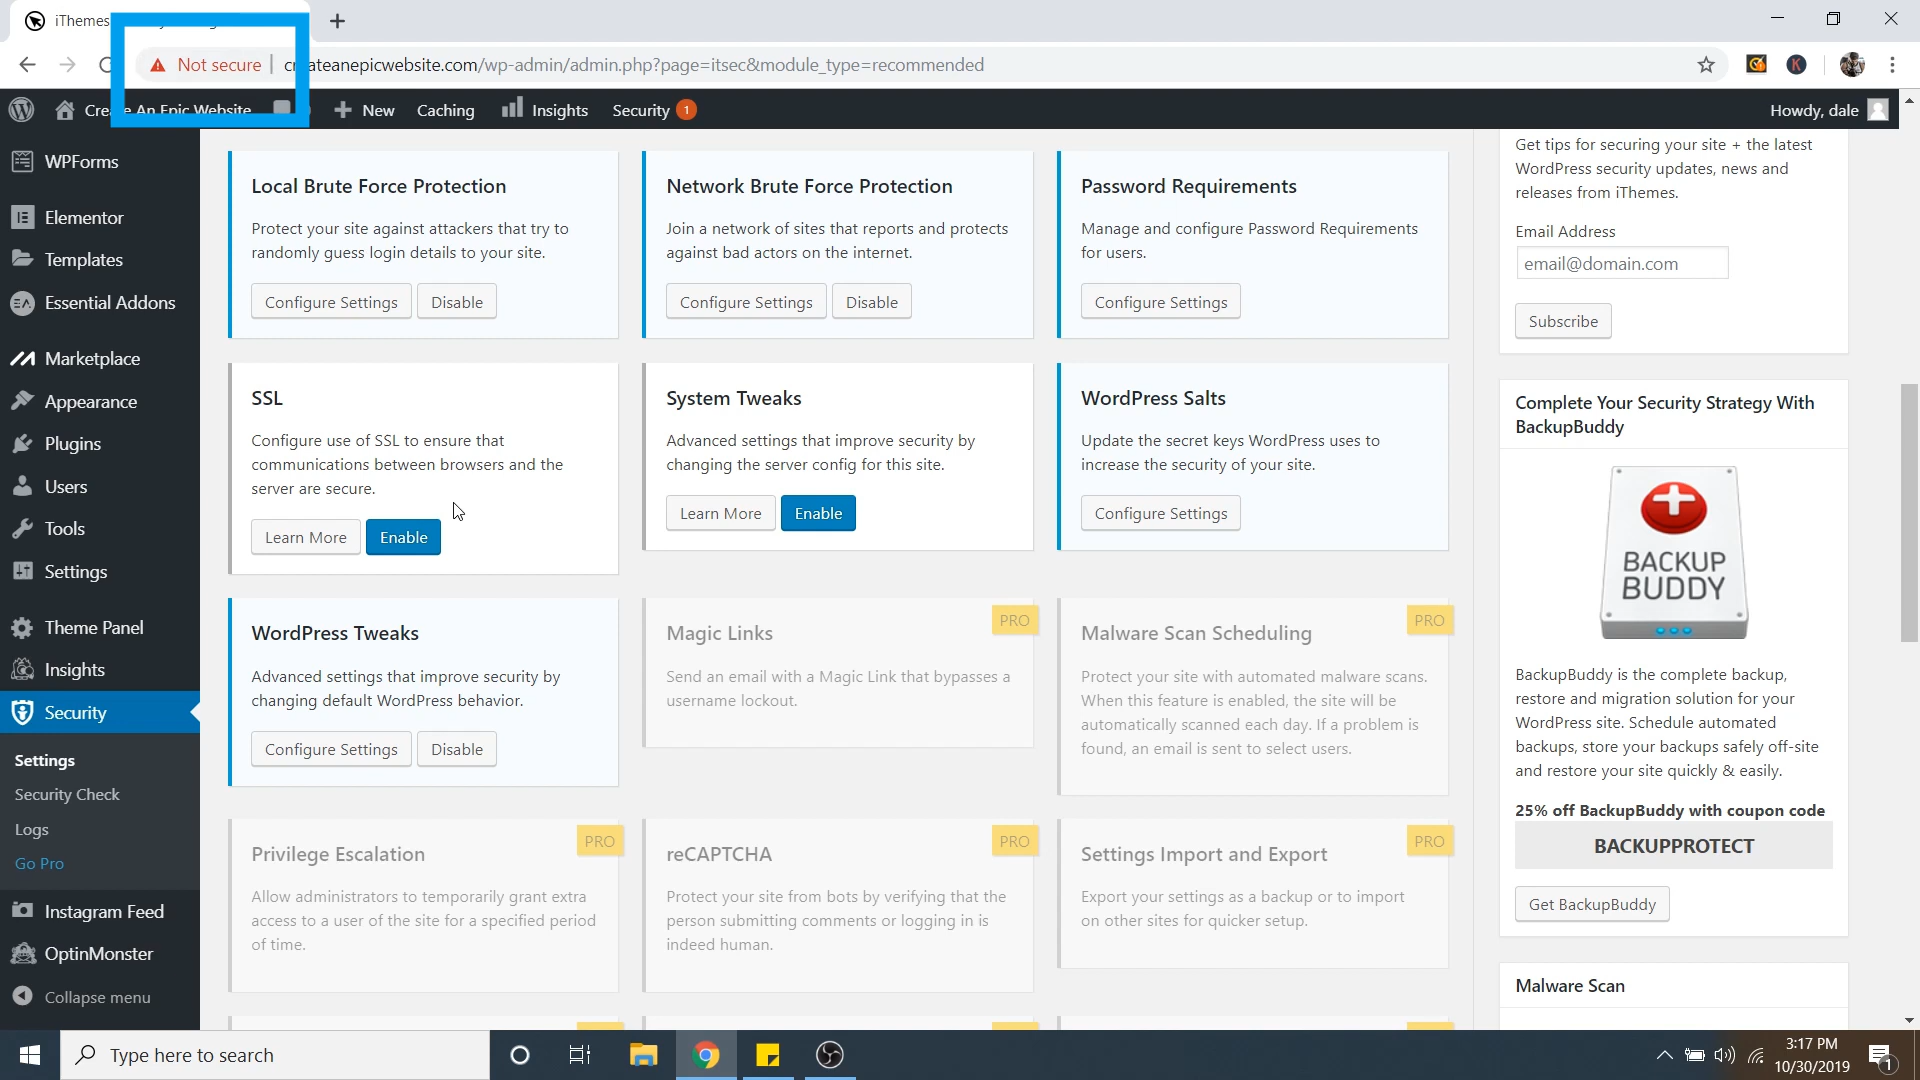 iThemes
Not secure
createanepicwebsite.com/wp-admin/admin.php?page=itsec&module_type=recommended
K
Create An Epic Website
New
Caching
Insights
Security
1
Howdy, dale
WPForms
Elementor
Templates
EA
Essential Addons
Marketplace
Appearance
Plugins
Users
Tools
Settings
Theme Panel
Insights
Security
Settings
Security Check
Logs
Go Pro
Instagram Feed
OptinMonster
Collapse menu
Local Brute Force Protection
Protect your site against attackers that try to
randomly guess login details to your site.
Configure Settings
Disable
Network Brute Force Protection
Join a network of sites that reports and protects
against bad actors on the internet.
Configure Settings
Disable
Password Requirements
Manage and configure Password Requirements
for users.
Configure Settings
SSL
Configure use of SSL to ensure that
communications between browsers and the
server are secure.
Learn More
Enable
System Tweaks
Advanced settings that improve security by
changing the server config for this site.
Learn More
Enable
WordPress Salts
Update the secret keys WordPress uses to
increase the security of your site.
Configure Settings
WordPress Tweaks
Advanced settings that improve security by
changing default WordPress behavior.
Configure Settings
Disable
PRO
Magic Links
Send an email with a Magic Link that bypasses a
username lockout.
PRO
Malware Scan Scheduling
Protect your site with automated malware scans.
When this feature is enabled, the site will be
automatically scanned each day. If a problem is
found, an email is sent to select users.
PRO
Privilege Escalation
Allow administrators to temporarily grant extra
access to a user of the site for a specified period
of time.
PRO
reCAPTCHA
Protect your site from bots by verifying that the
person submitting comments or logging in is
indeed human.
PRO
Settings Import and Export
Export your settings as a backup or to import
on other sites for quicker setup.
Get tips for securing your site + the latest
WordPress security updates, news and
releases from iThemes.
Email Address
email@domain.com
Subscribe
Complete Your Security Strategy With
BackupBuddy
BACKUP
BUDDY
BackupBuddy is the complete backup,
restore and migration solution for your
WordPress site. Schedule automated
backups, store your backups safely off-site
and restore your site quickly & easily.
25% off BackupBuddy with coupon code
BACKUPPROTECT
Get BackupBuddy
Malware Scan
Type here to search
3:17 PM
10/30/2019
1